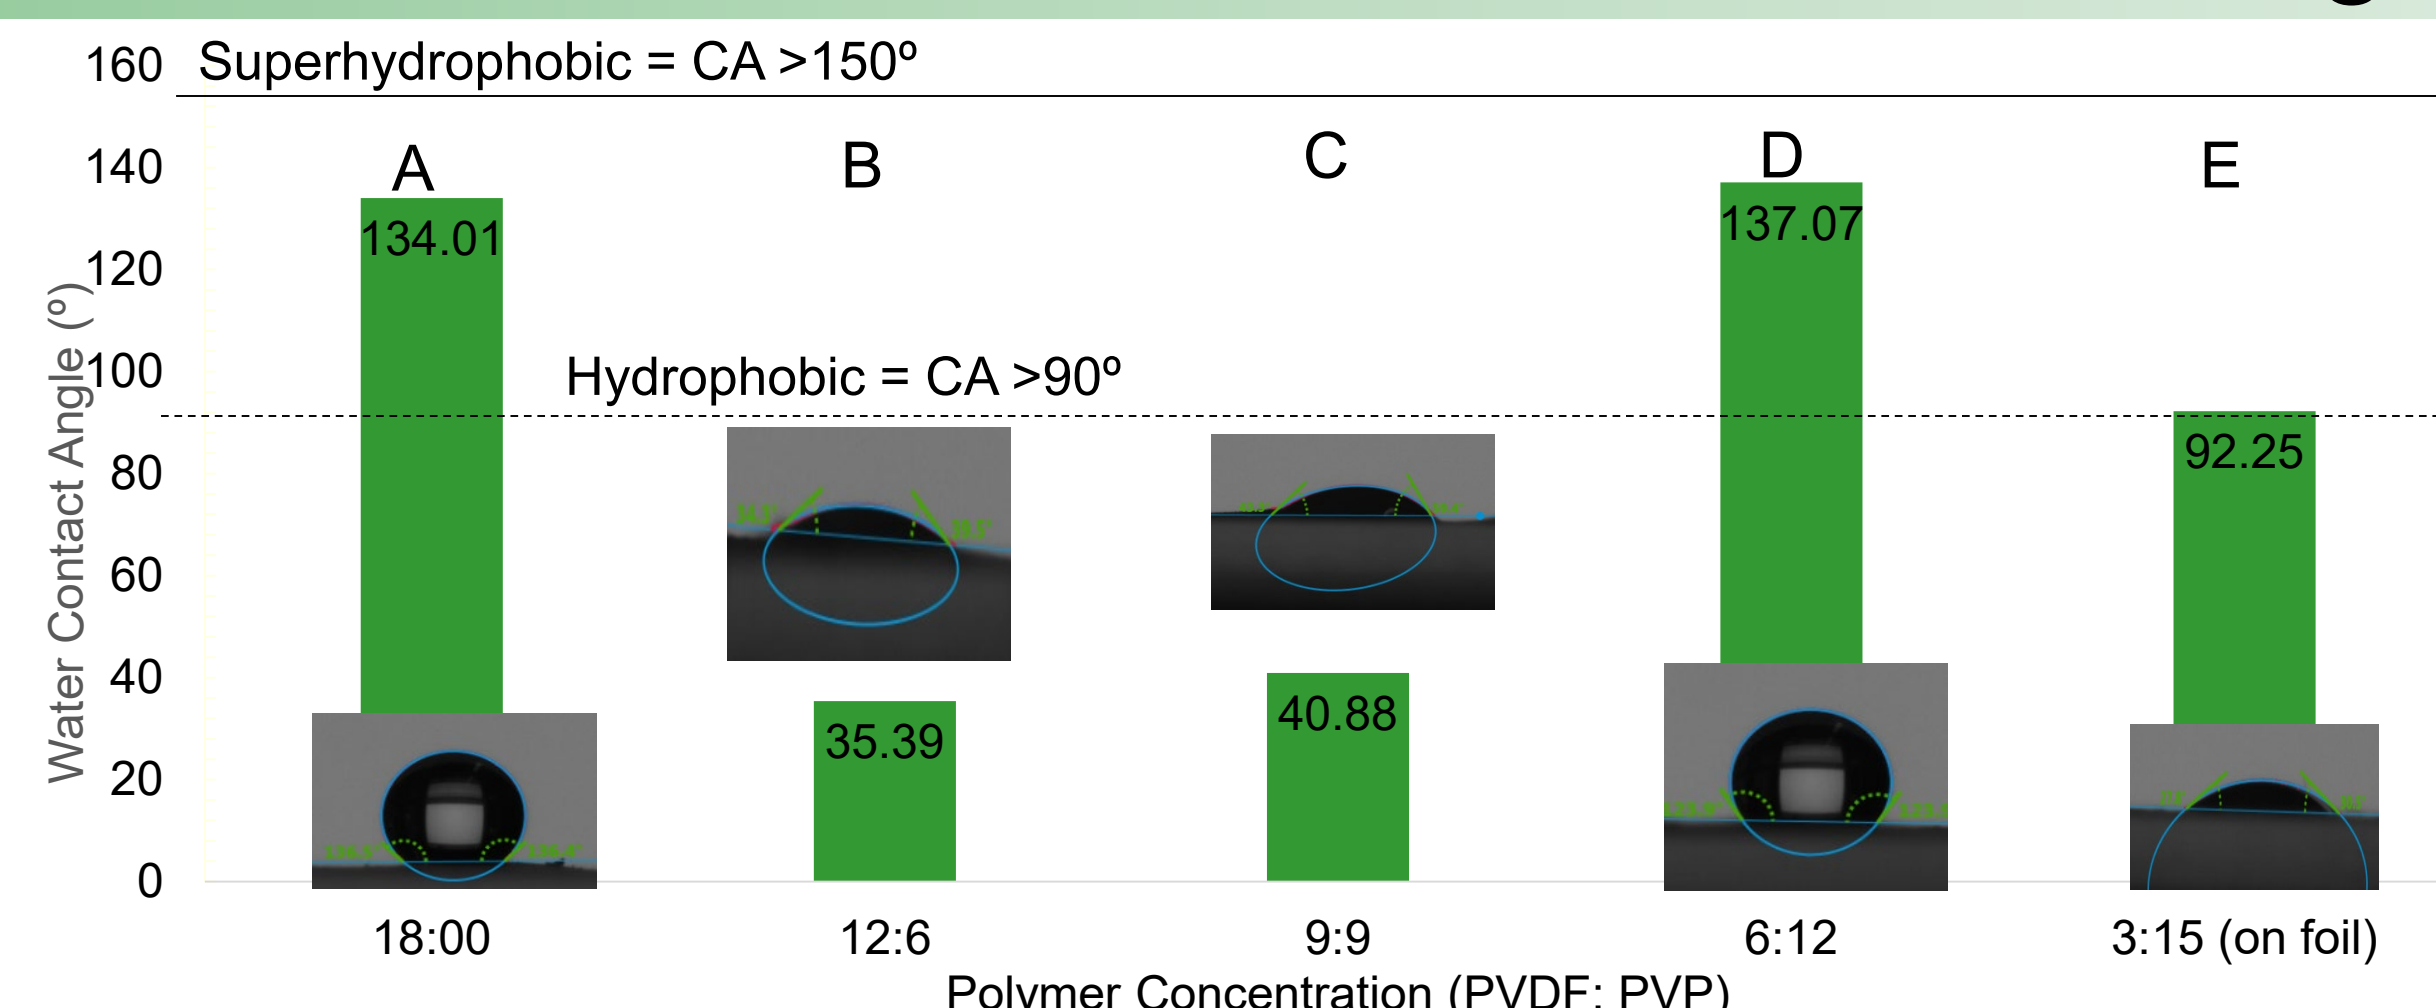 160
Superhydrophobic = CA >150º
140
120
100
80
60
40
20
0
Water Contact Angle (º)
A
B
C
D
E
134.01
137.07
Hydrophobic = CA >90º
92.25
35.39
40.88
18:00
12:6
9:9
6:12
3:15 (on foil)
Polymer Concentration (PVDF: PVP)